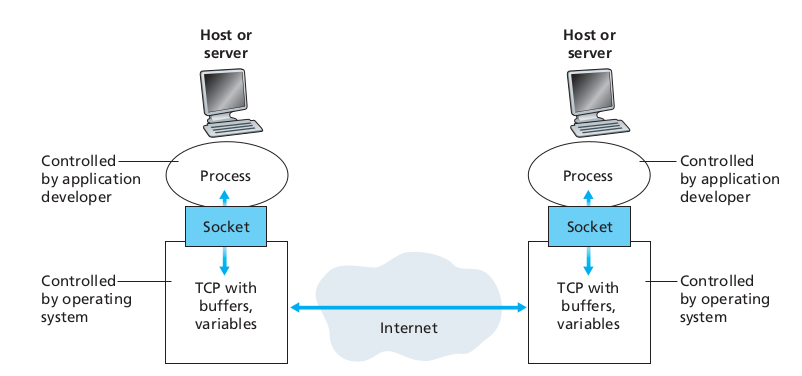 Host or
server
Host or
server
Controlled
by application
developer
Process
Process
Controlled
by application
developer
Socket
Socket
Controlled
by operating
system
TCP with
buffers,
variables
Internet
TCP with
buffers,
variables
Controlled
by operating
system